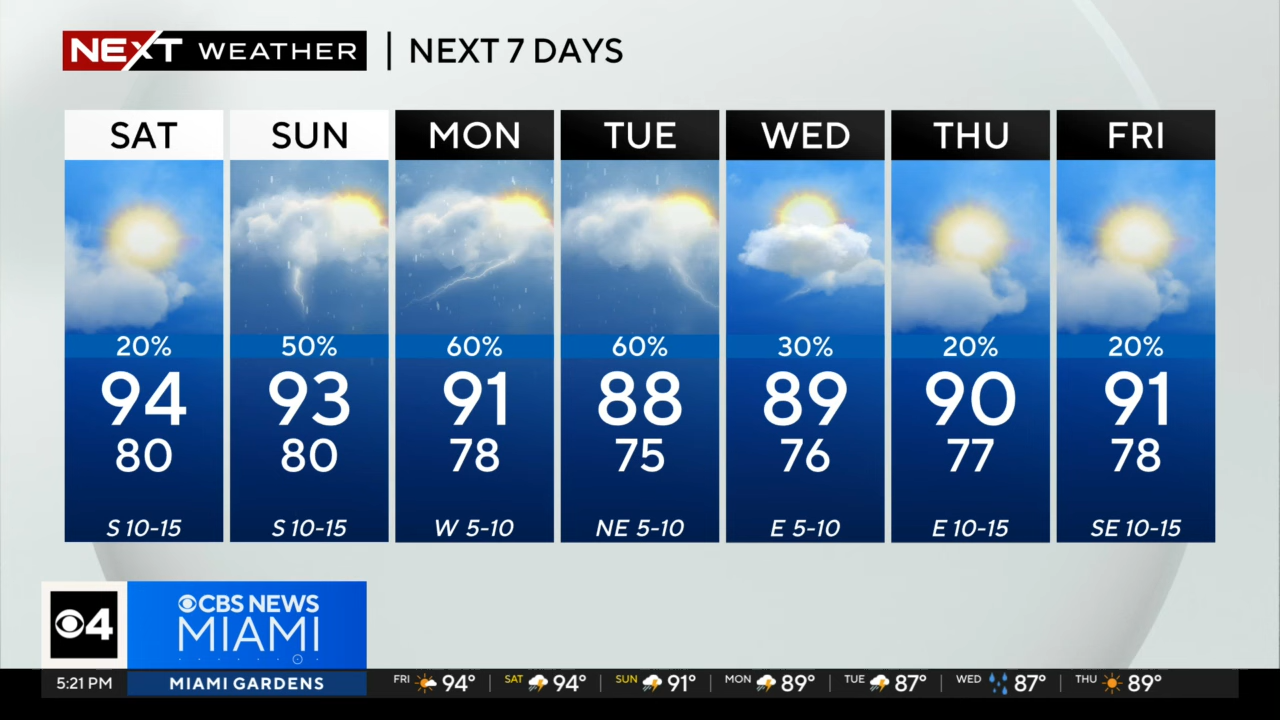 NEXT WEATHER | NEXT 7 DAYS
SAT SUN MON TUE WED THU FRI
20% 50% 60% 60% 30% 20% 20%
94 93 91 88 89 90 91
80 80 78 75 76 77 78
S 10-15 S 10-15 W 5-10 NE 5-10 E 5-10 E 10-15 SE 10-15
4 CBS NEWS
MIAMI
5:21 PM MIAMI GARDENS FRI 94° SAT 94° SUN 91° MON 89° TUE 87° WED 87° THU 89°